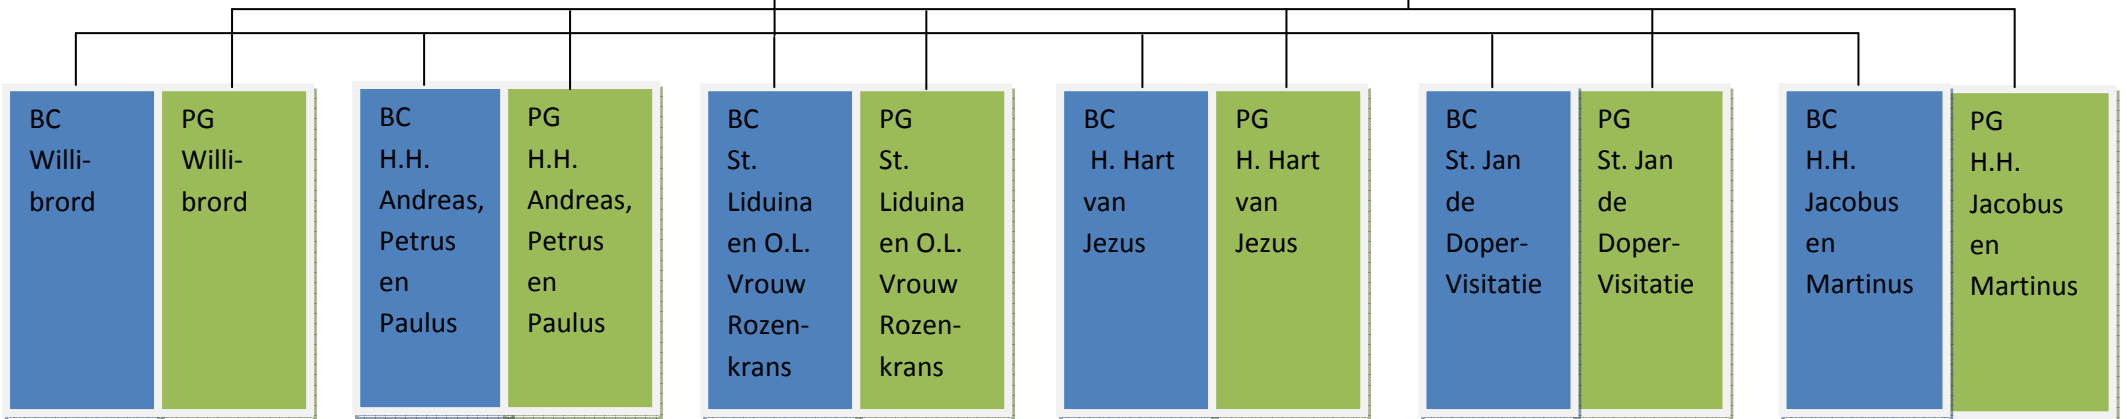 BC
Willi-
brord
PG
Willi-
brord
BC
H.H.
Andreas,
Petrus
en
Paulus
PG
H.H.
Andreas,
Petrus
en
Paulus
BC
St.
Liduina
en O.L.
Vrouw
Rozen-
krans
PG
St.
Liduina
en O.L.
Vrouw
Rozen-
krans
BC
H. Hart
van
Jezus
PG
H. Hart
van
Jezus
BC
St. Jan
de
Doper-
Visitatie
PG
St. Jan
de
Doper-
Visitatie
BC
H.H.
Jacobus
en
Martinus
PG
H.H.
Jacobus
en
Martinus